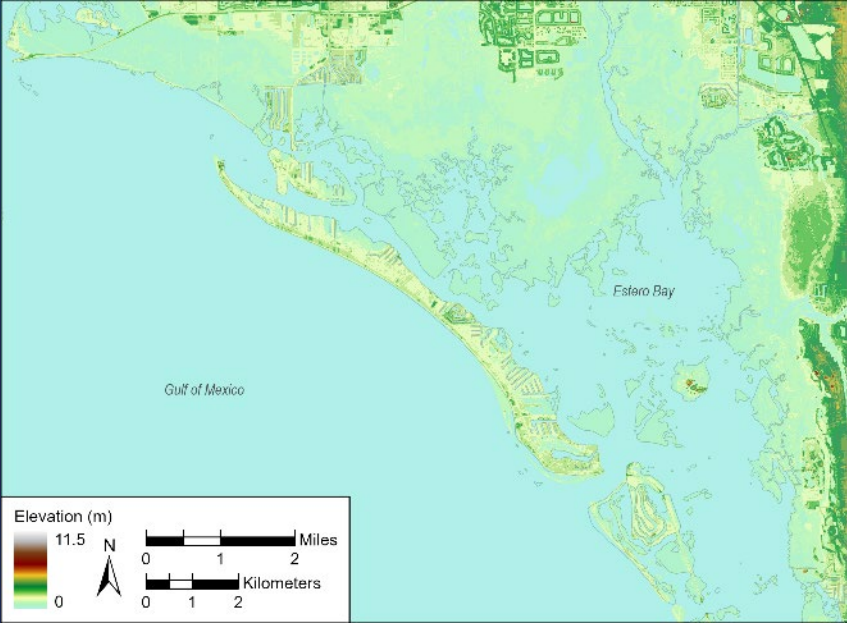 Estero Bay
Gulf of Mexico
Elevation (m)
11.5
0
N
0 1 2 Miles
0 1 2 Kilometers